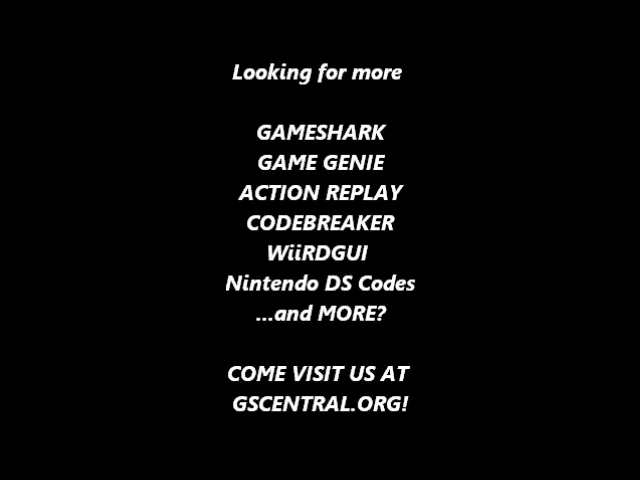 Looking for more
GAMESHARK
GAME GENIE
ACTION REPLAY
CODEBREAKER
WiiRDGUI
Nintendo DS Codes
...and MORE?
COME VISIT US AT
GSCENTRAL.ORG!